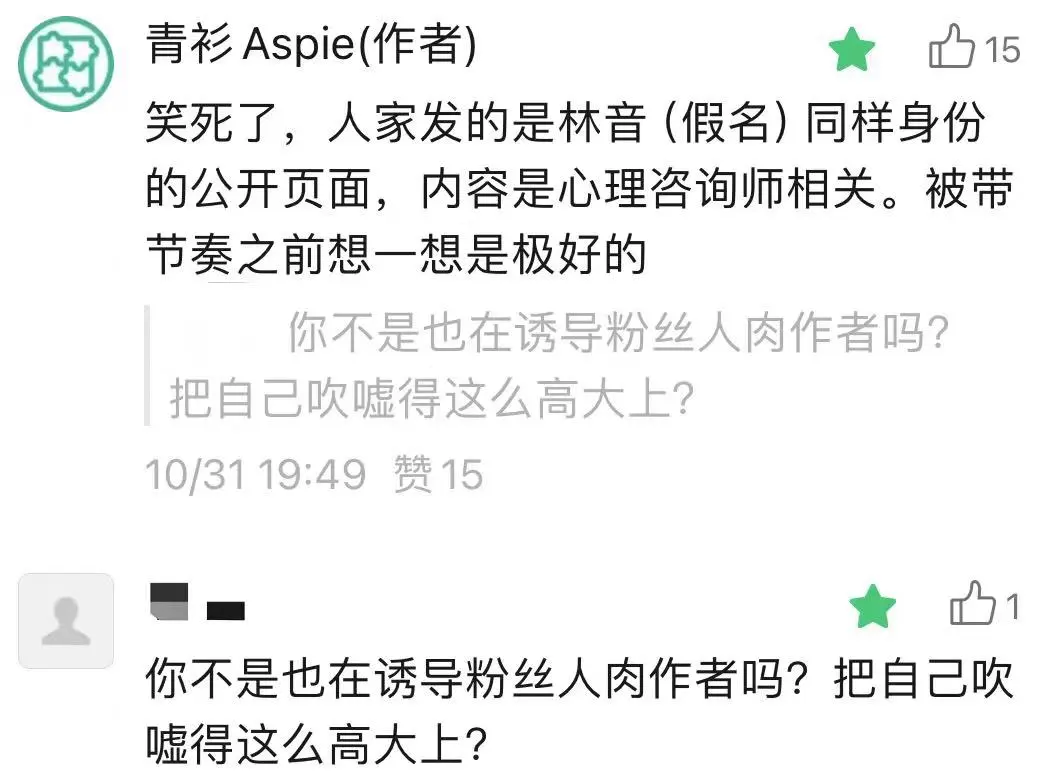 青衫Aspie(作者)
15
笑死了，人家发的是林音（假名）同样身份
的公开页面，内容是心理咨询师相关。被带
节奏之前想一想是极好的
你不是也在诱导粉丝人肉作者吗？
把自己吹嘘得这么高大上？
10/31 19:49 赞 15
1
你不是也在诱导粉丝人肉作者吗？把自己吹
嘘得这么高大上？